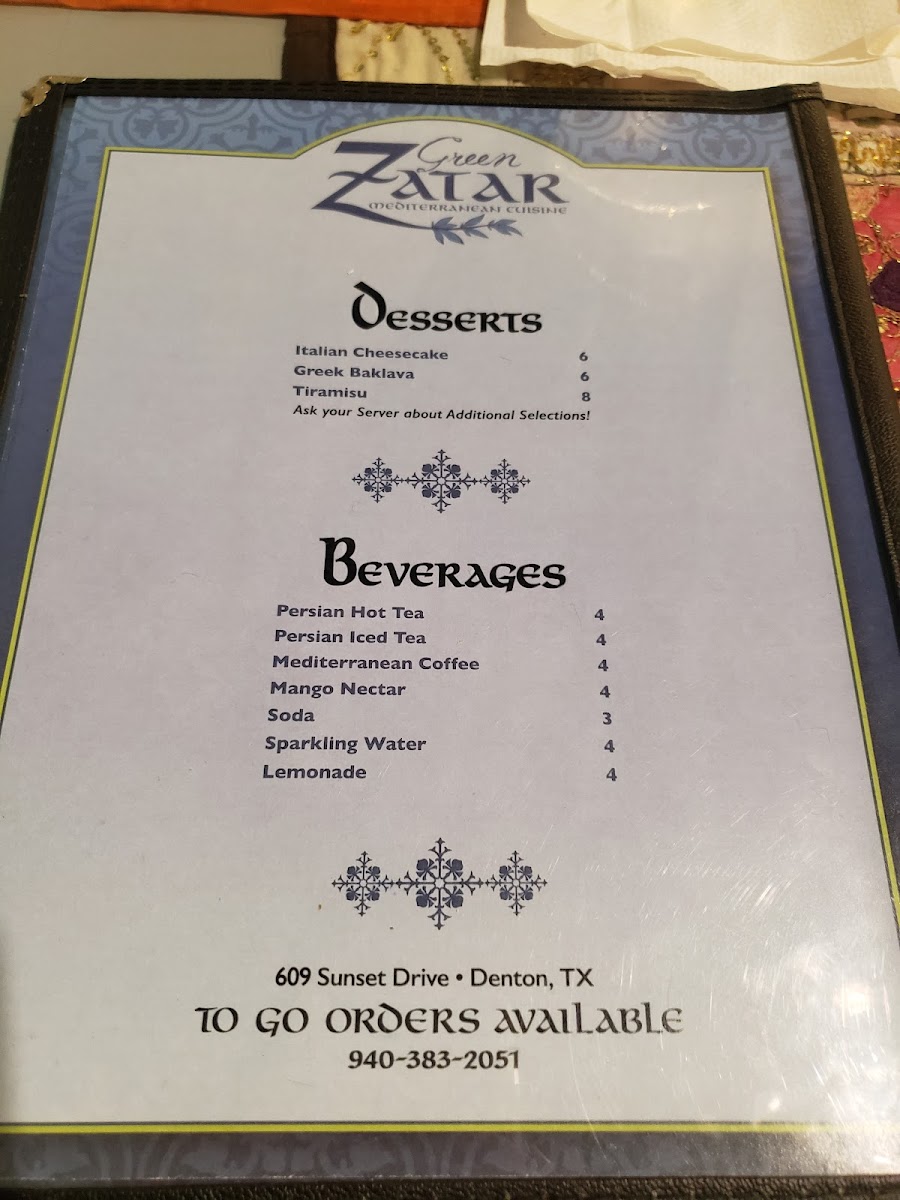 Green
ZATAR
MEDITERRANEAN CUISINE
DESSERTS
Italian Cheesecake 6
Greek Baklava 6
Tiramisu 8
Ask your Server about Additional Selections!
BEVERAGES
Persian Hot Tea 4
Persian Iced Tea 4
Mediterranean Coffee 4
Mango Nectar 4
Soda 3
Sparkling Water 4
Lemonade 4
609 Sunset Drive • Denton, TX
TO GO ORDERS AVAILABLE
940-383-2051